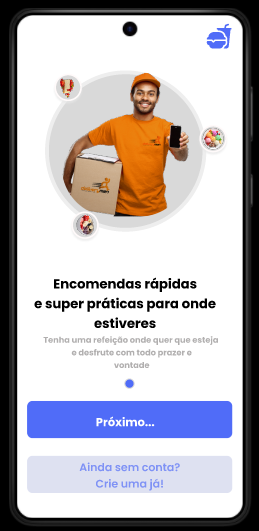 Encomendas rápidas
e super práticas para onde
estiveres
Tenha uma refeição onde quer que esteja
e desfrute com todo prazer e
vontade
Próximo...
Ainda sem conta?
Crie uma já!